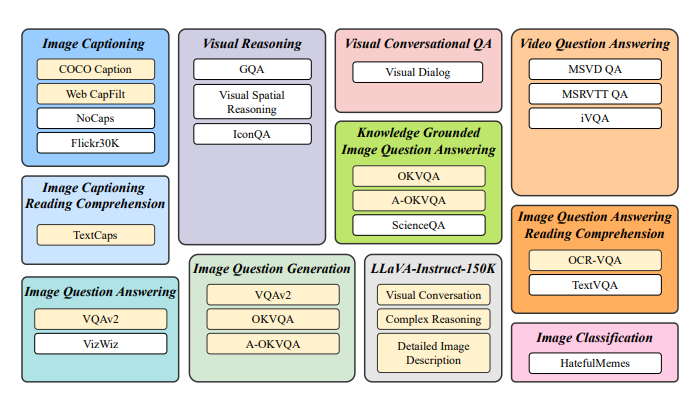 Image Captioning
COCO Caption
Web CapFilt
NoCaps
Flickr30K
Visual Reasoning
GQA
Visual Spatial
Reasoning
IconQA
Visual Conversational QA
Visual Dialog
Video Question Answering
MSVD QA
MSRVTT QA
iVQA
Knowledge Grounded
Image Question Answering
OKVQA
A-OKVQA
ScienceQA
Image Captioning
Reading Comprehension
TextCaps
Image Question Answering
Reading Comprehension
OCR-VQA
TextVQA
Image Question Answering
VQAv2
VizWiz
Image Question Generation
VQAv2
OKVQA
A-OKVQA
LLaVA-Instruct-150K
Visual Conversation
Complex Reasoning
Detailed Image
Description
Image Classification
HatefulMemes